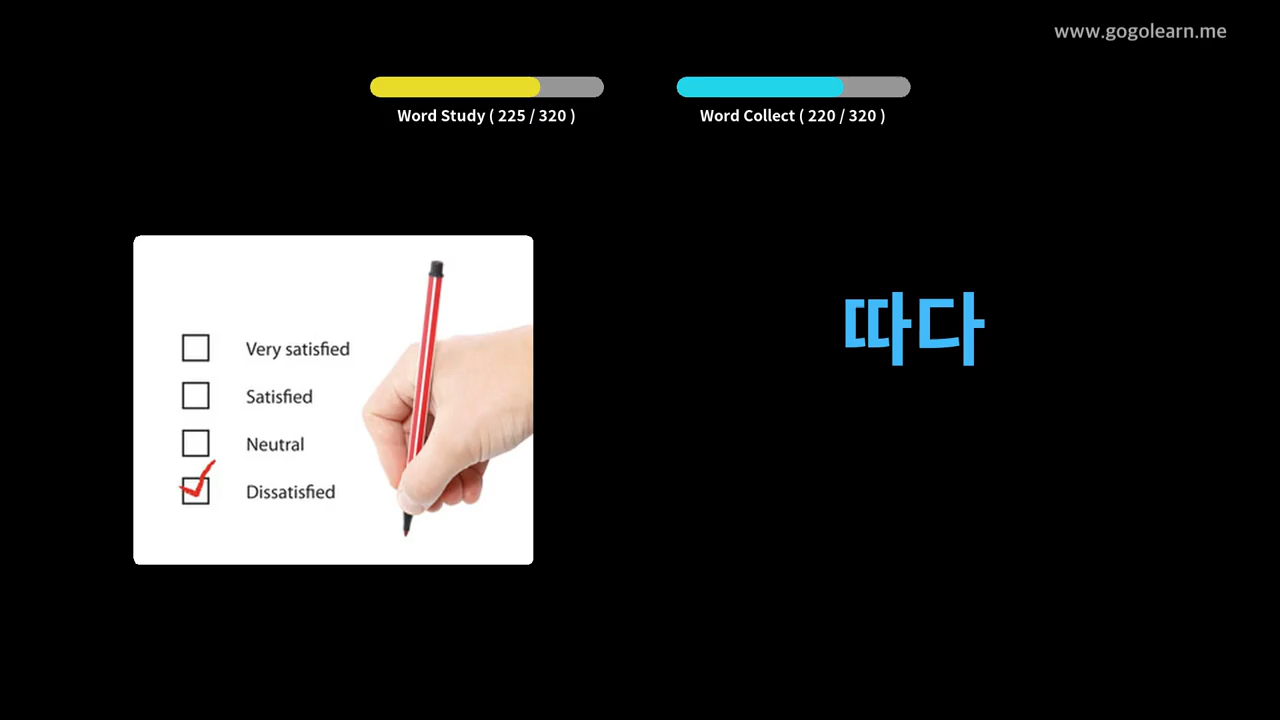 www.gogolearn.me
Word Study ( 225 / 320 )
Word Collect ( 220 / 320 )
Very satisfied
Satisfied
Neutral
Dissatisfied
따다